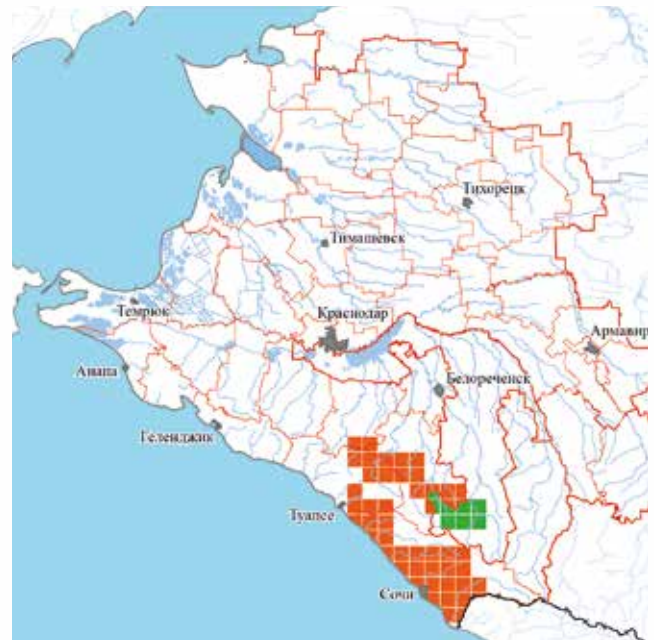 Тихорецк
Тимашевск
Темрюк
Краснодар
Армавир
Анапа
Белореченск
Геленджик
Туапсе
Сочи